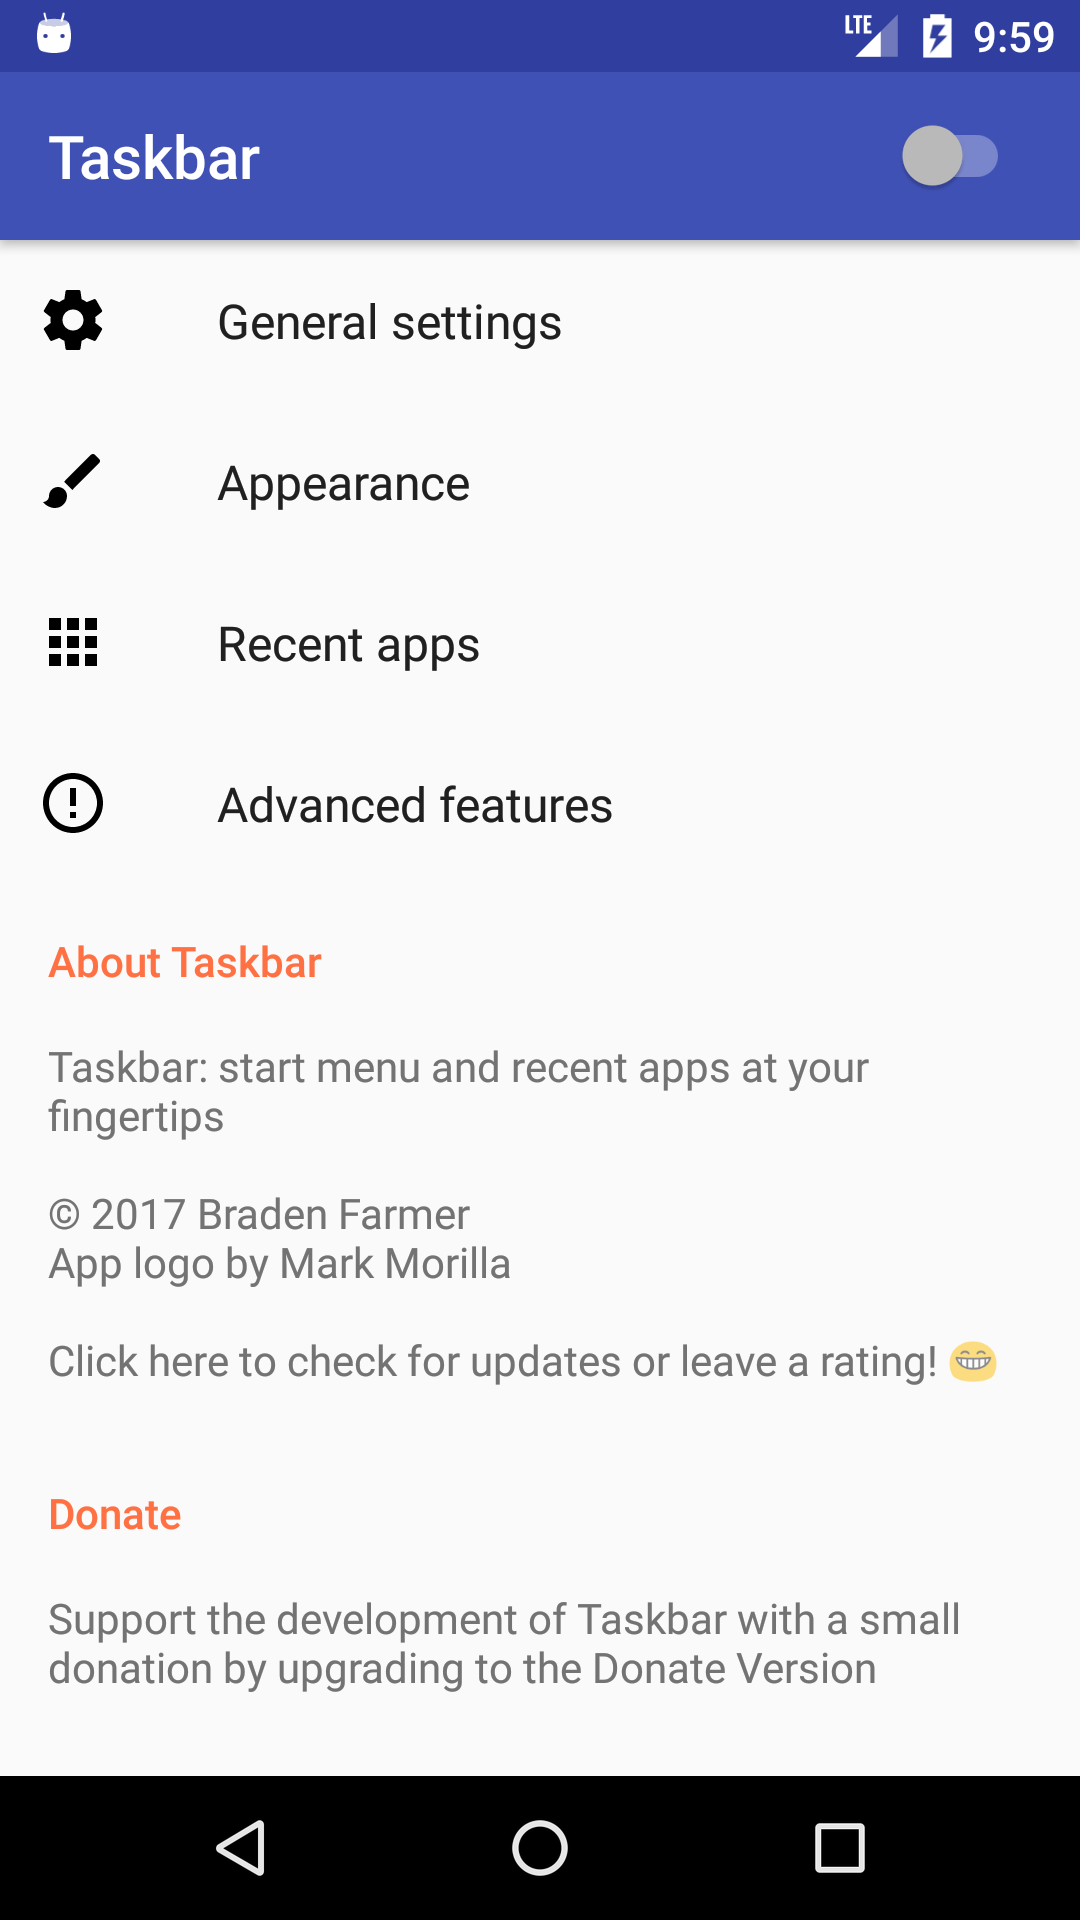 LTE 9:59
Taskbar
General settings
Appearance
Recent apps
Advanced features
About Taskbar
Taskbar: start menu and recent apps at your
fingertips
© 2017 Braden Farmer
App logo by Mark Morilla
Click here to check for updates or leave a rating! 😁
Donate
Support the development of Taskbar with a small
donation by upgrading to the Donate Version